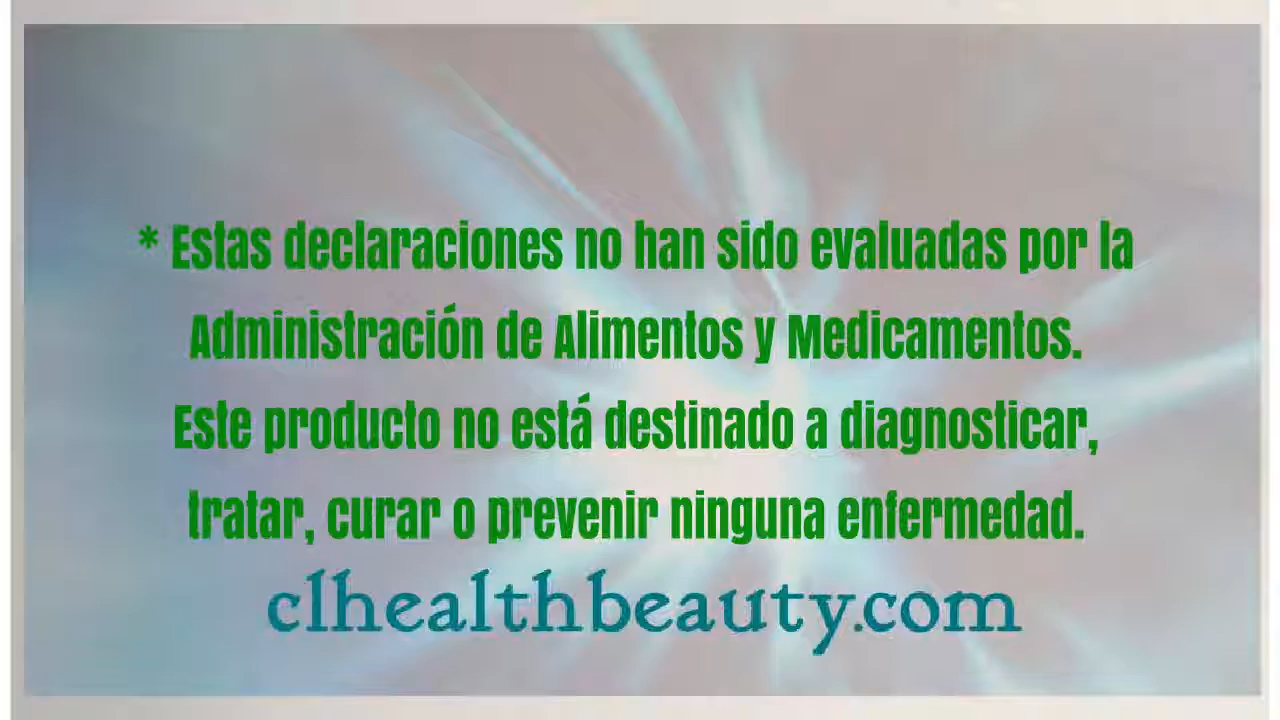 * Estas declaraciones no han sido evaluadas por la
Administración de Alimentos y Medicamentos.
Este producto no está destinado a diagnosticar,
tratar, curar o prevenir ninguna enfermedad.
clhealthbeauty.com